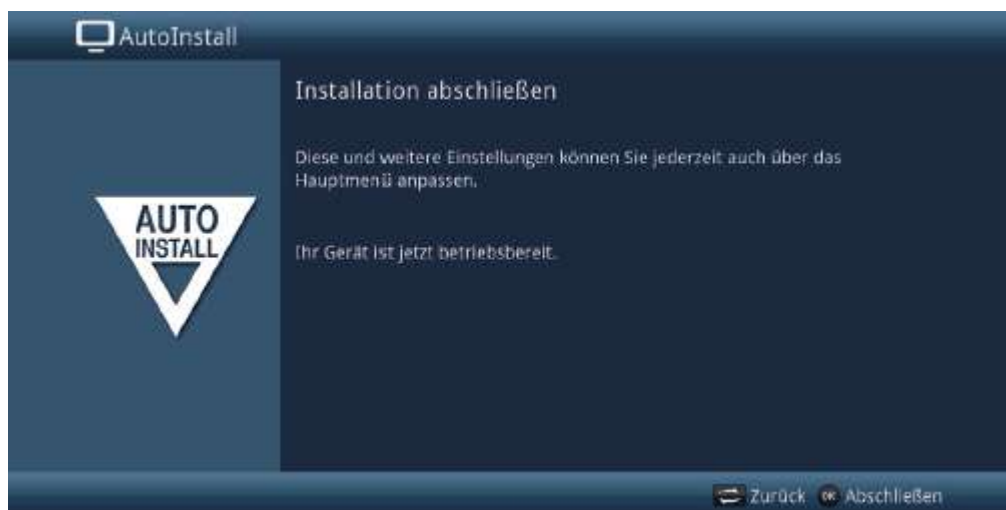 AutoInstall
Installation abschließen
Diese und weitere Einstellungen können Sie jederzeit auch über das
Hauptmenü anpassen.
AUTO
INSTALL
Ihr Gerät ist jetzt betriebsbereit.
Zurück OK Abschließen